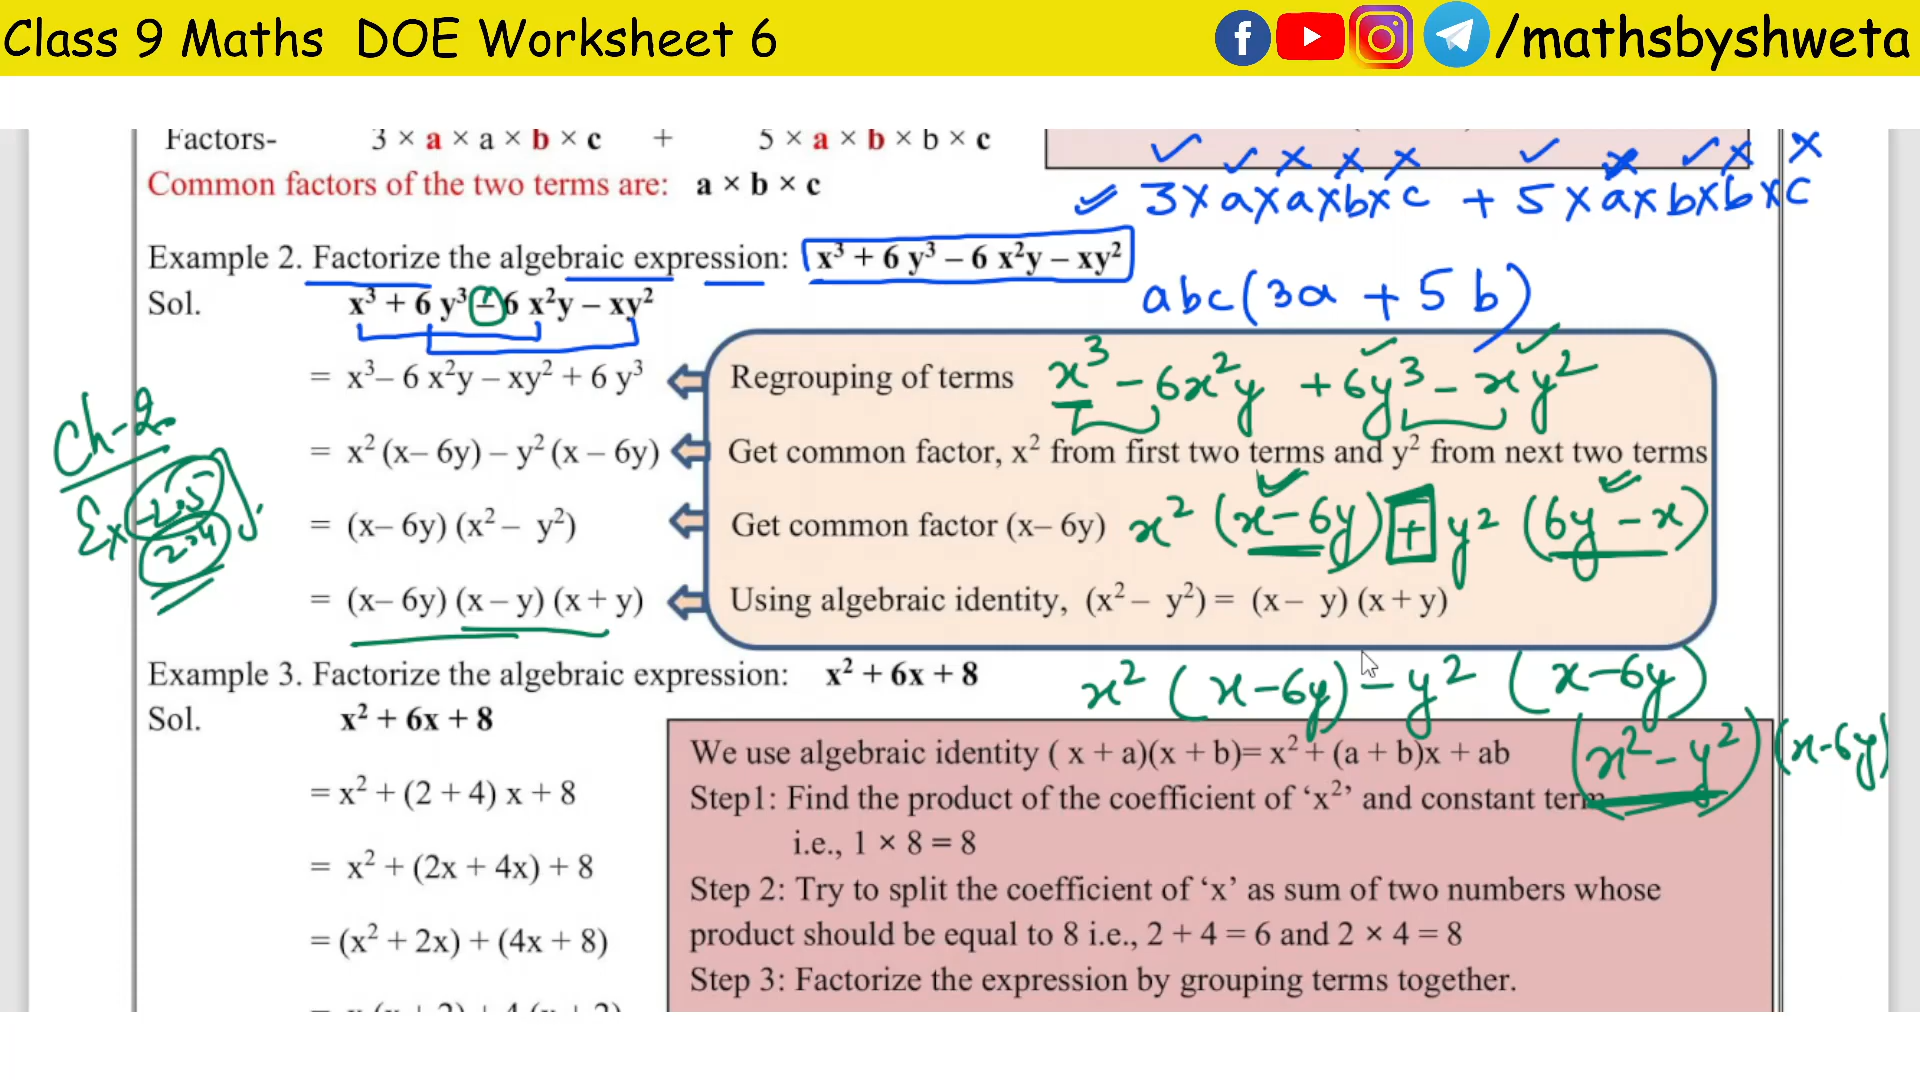 Class 9 Maths DOE Worksheet 6
/mathsbyshweta
Factors- 3 × a × a × b × c + 5 × a × b × b × c
Common factors of the two terms are: a × b × c
3×a×a×b×c + 5×a×b×b×c
Example 2. Factorize the algebraic expression: x³ + 6 y³ – 6 x²y – xy²
abc(3a + 5b)
Sol. x³ + 6 y³ – 6 x²y – xy²
= x³– 6 x²y – xy² + 6 y³
Regrouping of terms
x³ – 6x²y + 6y³ – xy²
Ch-2
Ex 2.5
2.4
= x² (x– 6y) – y² (x – 6y)
Get common factor, x² from first two terms and y² from next two terms
= (x– 6y) (x² – y²)
Get common factor (x– 6y)
x² (x–6y) + y² (6y – x)
= (x– 6y) (x – y) (x + y)
Using algebraic identity, (x² – y²) = (x – y) (x + y)
Example 3. Factorize the algebraic expression: x² + 6x + 8
x² (x–6y) – y² (x–6y)
(x² – y²) (x–6y)
Sol. x² + 6x + 8
= x² + (2 + 4) x + 8
= x² + (2x + 4x) + 8
= (x² + 2x) + (4x + 8)
We use algebraic identity ( x + a)(x + b)= x² + (a + b)x + ab
Step1: Find the product of the coefficient of ‘x²’ and constant term
i.e., 1 × 8 = 8
Step 2: Try to split the coefficient of ‘x’ as sum of two numbers whose
product should be equal to 8 i.e., 2 + 4 = 6 and 2 × 4 = 8
Step 3: Factorize the expression by grouping terms together.